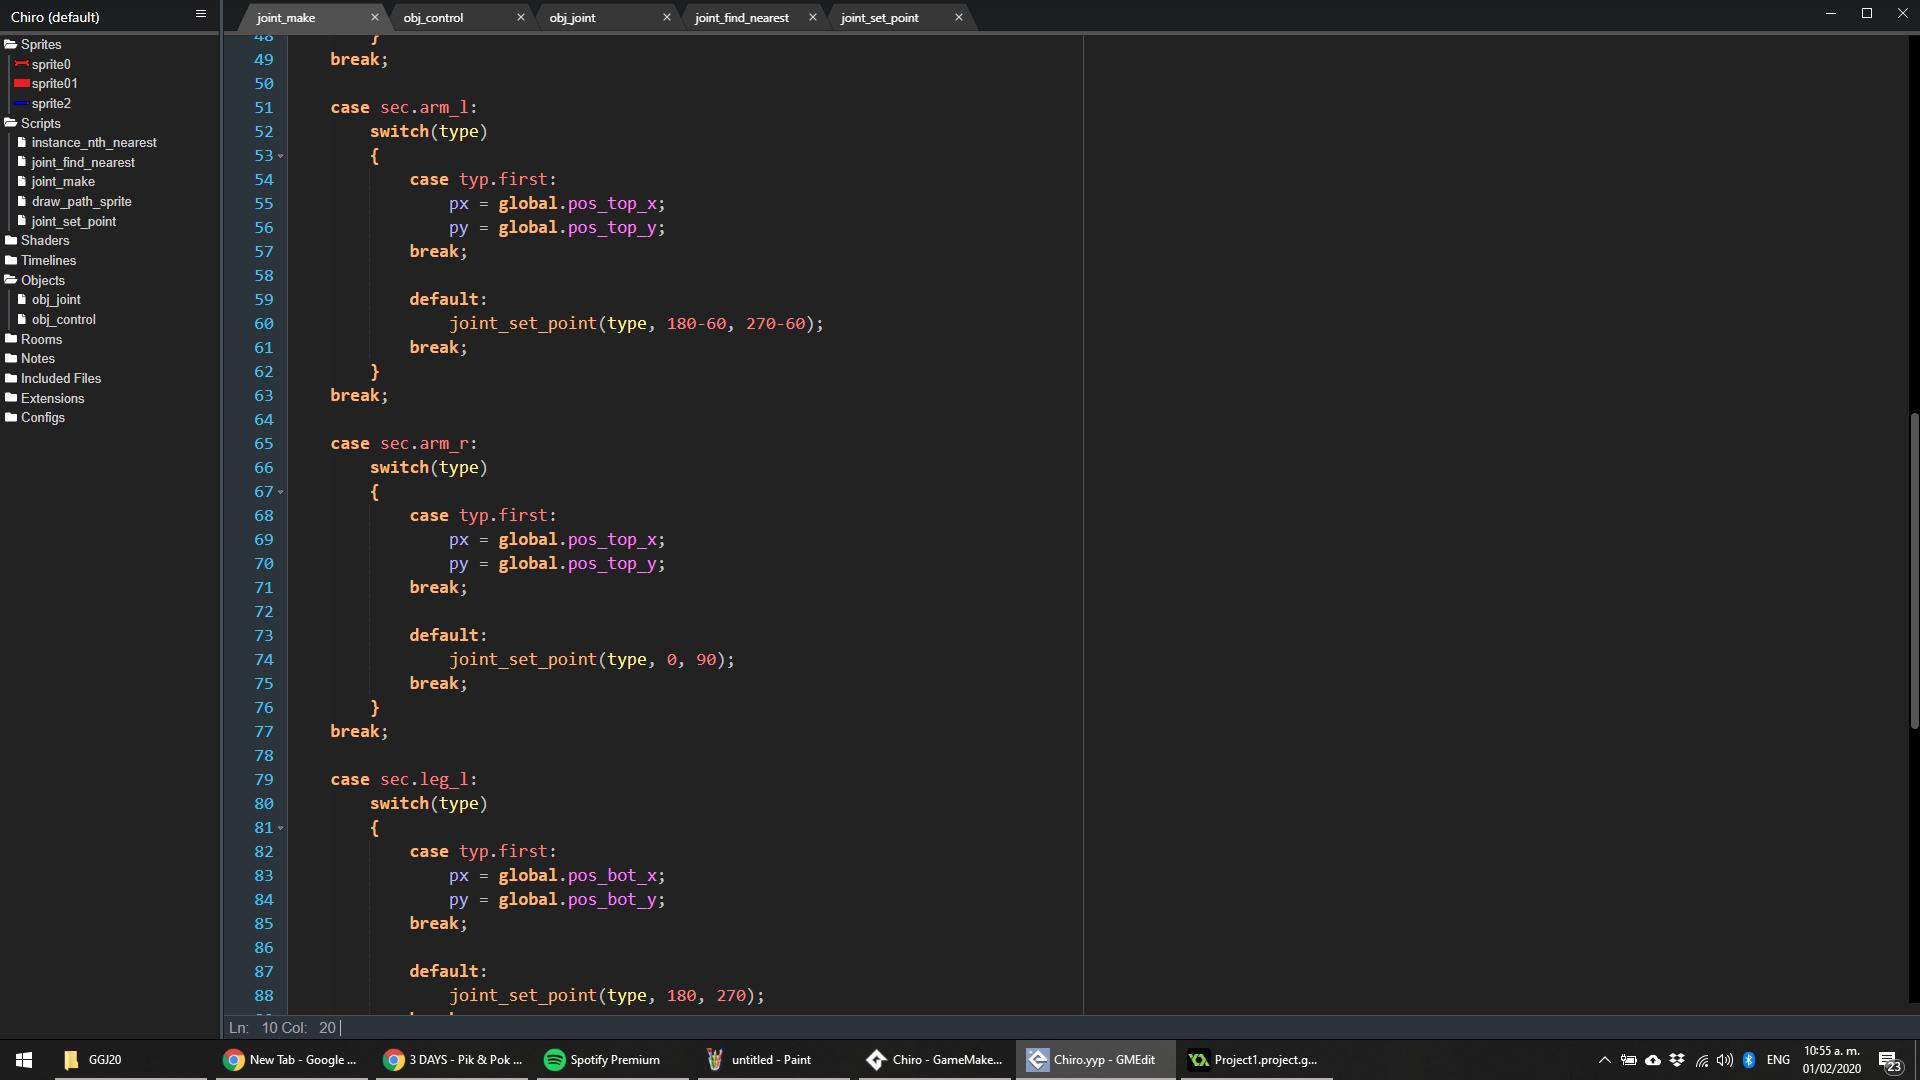 Chiro (default)
joint_make
obj_control
obj_joint
joint_find_nearest
joint_set_point
Sprites
sprite0
sprite01
sprite2
Scripts
instance_nth_nearest
joint_find_nearest
joint_make
draw_path_sprite
joint_set_point
Shaders
Timelines
Objects
obj_joint
obj_control
Rooms
Notes
Included Files
Extensions
Configs
48 }
49 break;
50
51 case sec.arm_l:
52 switch(type)
53 {
54 case typ.first:
55 px = global.pos_top_x;
56 py = global.pos_top_y;
57 break;
58
59 default:
60 joint_set_point(type, 180-60, 270-60);
61 break;
62 }
63 break;
64
65 case sec.arm_r:
66 switch(type)
67 {
68 case typ.first:
69 px = global.pos_top_x;
70 py = global.pos_top_y;
71 break;
72
73 default:
74 joint_set_point(type, 0, 90);
75 break;
76 }
77 break;
78
79 case sec.leg_l:
80 switch(type)
81 {
82 case typ.first:
83 px = global.pos_bot_x;
84 py = global.pos_bot_y;
85 break;
86
87 default:
88 joint_set_point(type, 180, 270);
Ln: 10 Col: 20
GGJ20
New Tab - Google ...
3 DAYS - Pik & Pok ...
Spotify Premium
untitled - Paint
Chiro - GameMake...
Chiro.yyp - GMEdit
Project1.project.g...
ENG
10:55 a. m.
01/02/2020
23